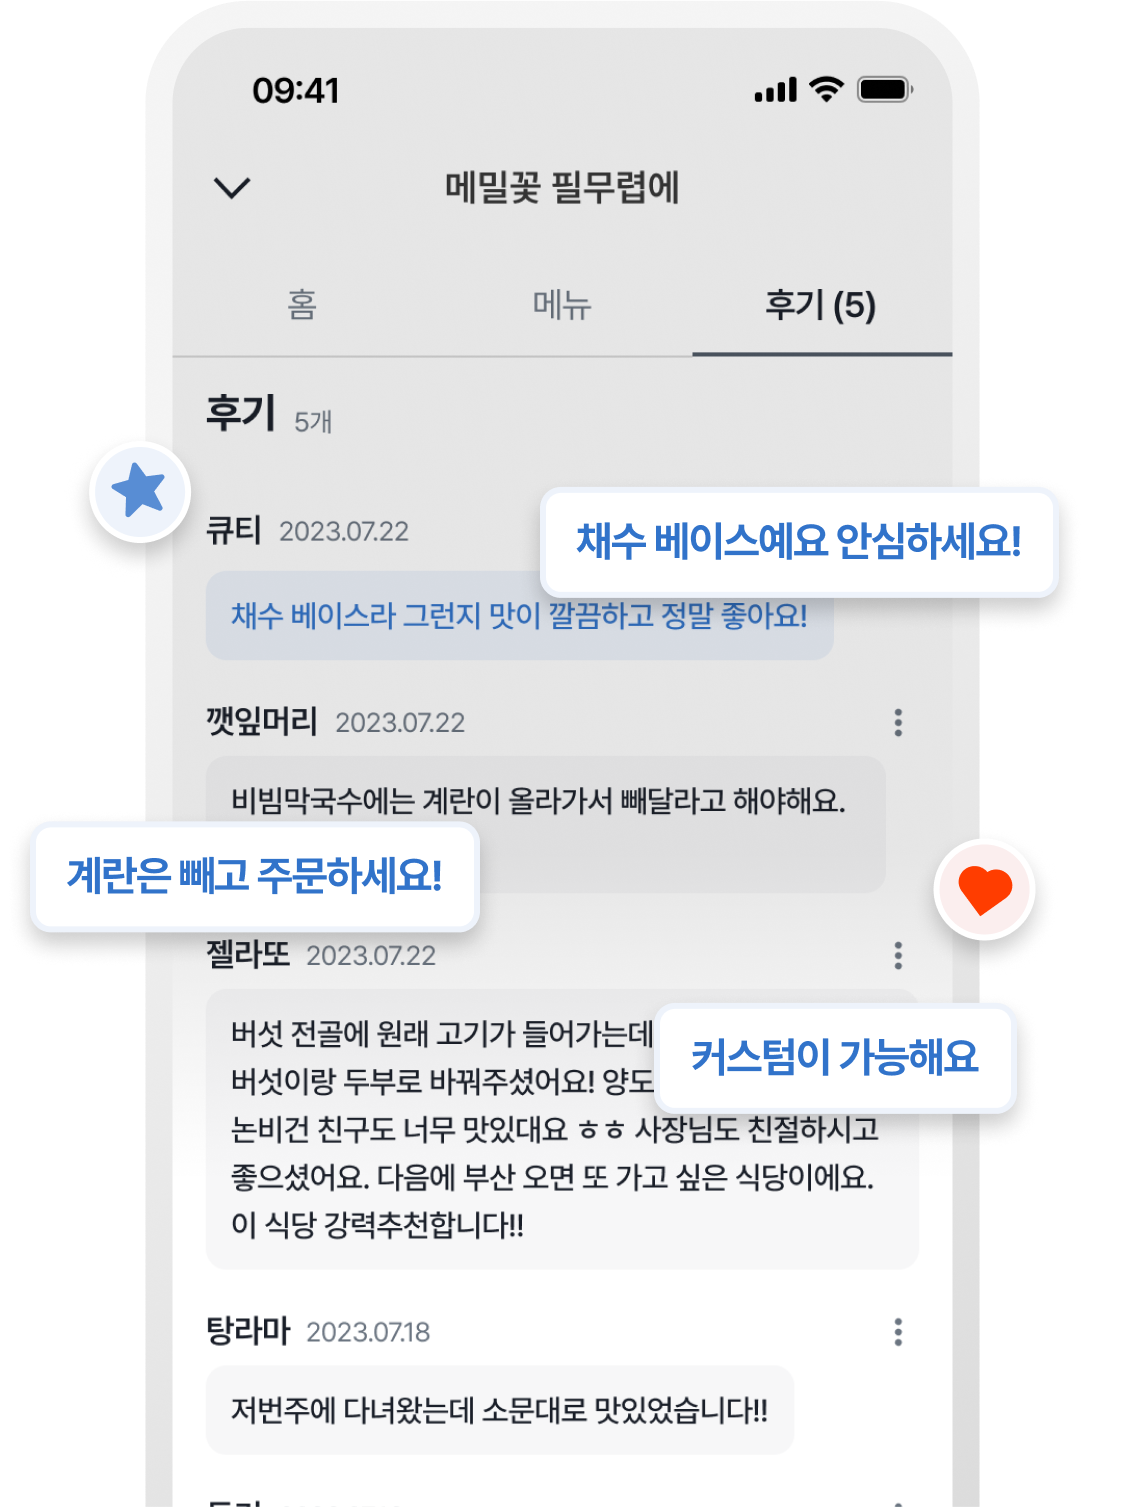 09:41
메밀꽃 필무렵에
홈
메뉴
후기 (5)
후기 5개
큐티 2023.07.22
채수 베이스예요 안심하세요!
채수 베이스라 그런지 맛이 깔끔하고 정말 좋아요!
깻잎머리 2023.07.22
비빔막국수에는 계란이 올라가서 빼달라고 해야해요.
계란은 빼고 주문하세요!
젤라또 2023.07.22
버섯 전골에 원래 고기가 들어가는데
커스텀이 가능해요
버섯이랑 두부로 바꿔주셨어요! 양도
논비건 친구도 너무 맛있대요 ㅎㅎ 사장님도 친절하시고
좋으셨어요. 다음에 부산 오면 또 가고 싶은 식당이에요.
이 식당 강력추천합니다!!
탕라마 2023.07.18
저번주에 다녀왔는데 소문대로 맛있었습니다!!